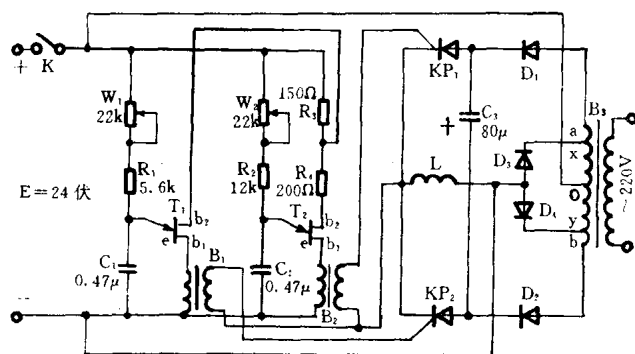 +
K
W₁
22k
W₂
22k
150Ω
R₃
KP₁
D₁
B₃
C₃
+
80μ
a
x
o
y
b
~220V
R₁
5.6k
R₂
12k
R₄
200Ω
L
D₃
D₄
E=24伏
T₁
b₂
e
b₁
T₂
b₂
e
b₁
C₁
0.47μ
B₁
C₂
0.47μ
B₂
KP₂
D₂
-